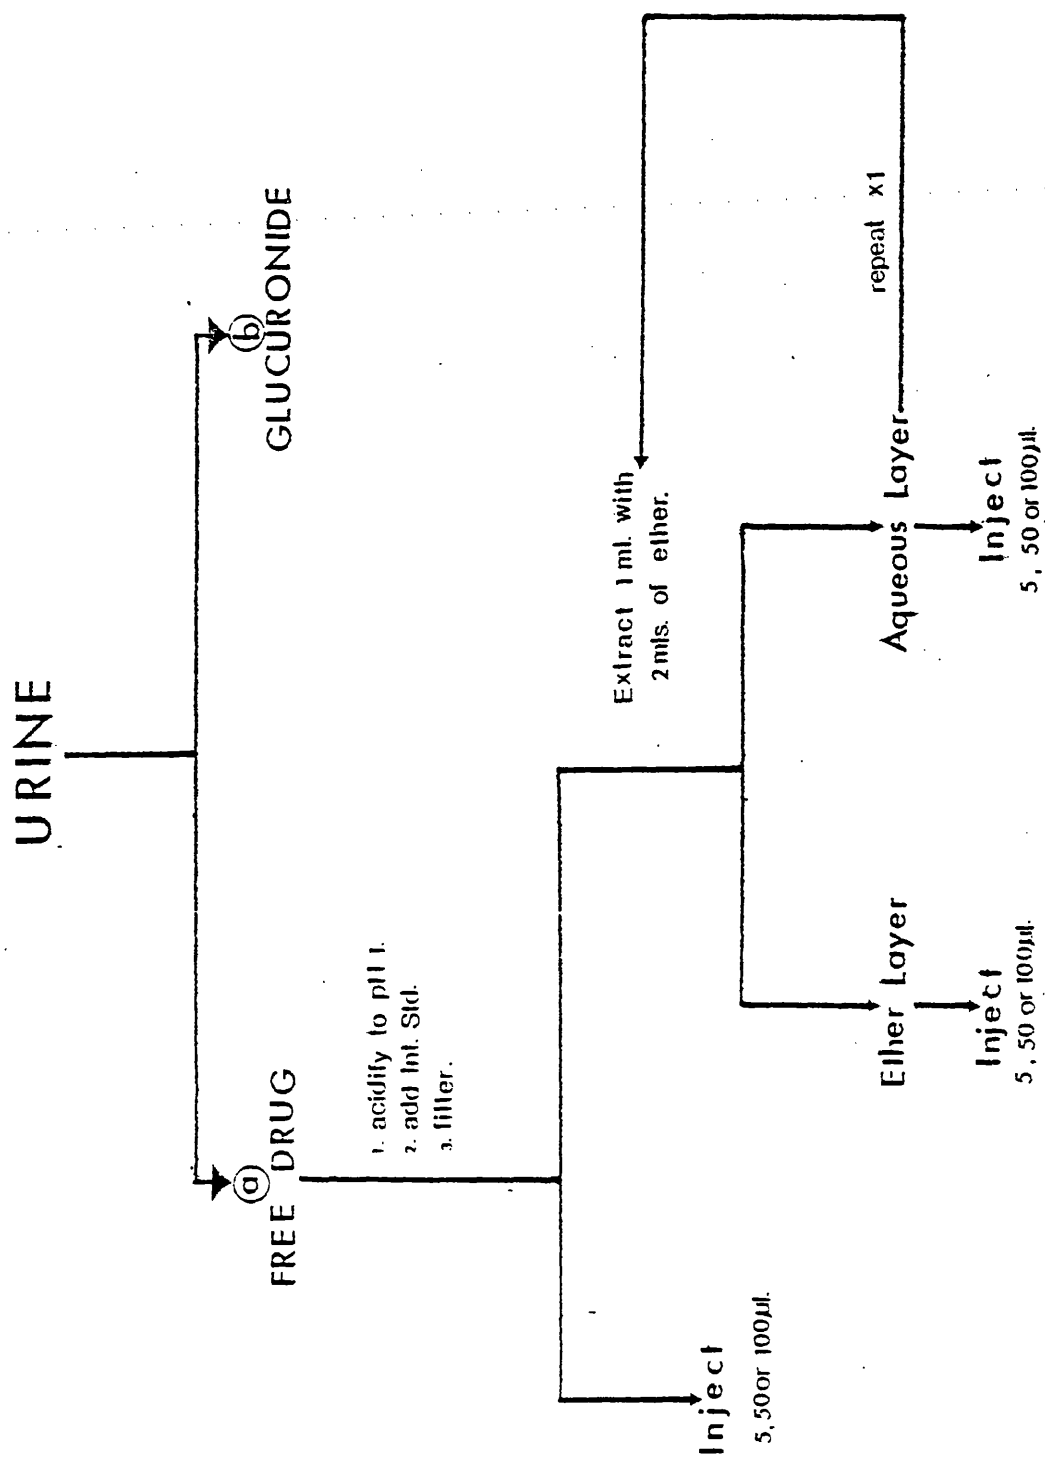 URINE
ⓐ
FREE DRUG
ⓑ
GLUCURONIDE
1. acidify to pH 1.
2. add Int. Std.
3. filter.
Inject
5, 50 or 100µl.
Extract 1 ml. with
2 mls. of ether.
Ether Layer
Inject
5, 50 or 100µl.
Aqueous Layer
repeat x1
Inject
5, 50 or 100µl.